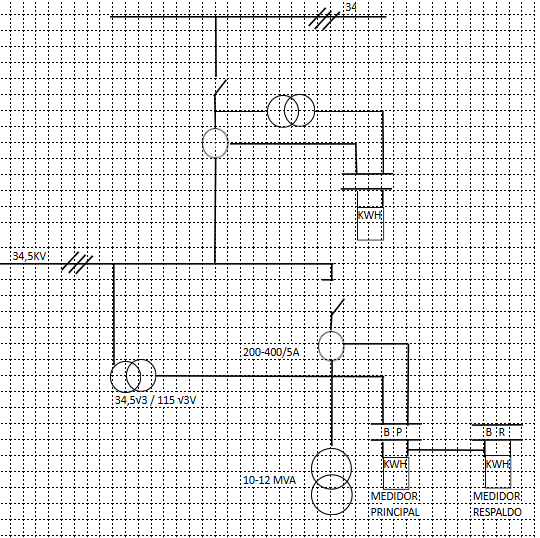 34
KWH
34,5KV
200-400/5A
34,5√3 / 115 √3V
B P
B R
KWH
KWH
10-12 MVA
MEDIDOR
PRINCIPAL
MEDIDOR
RESPALDO